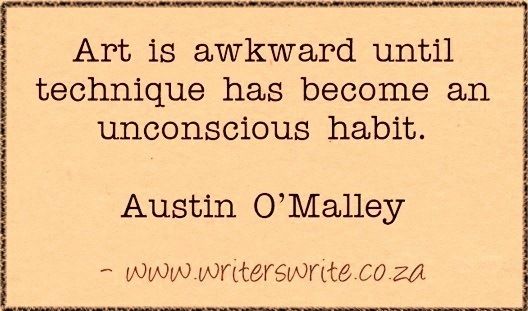 Art is awkward until
technique has become an
unconscious habit.
Austin O'Malley
- www.writerswrite.co.za